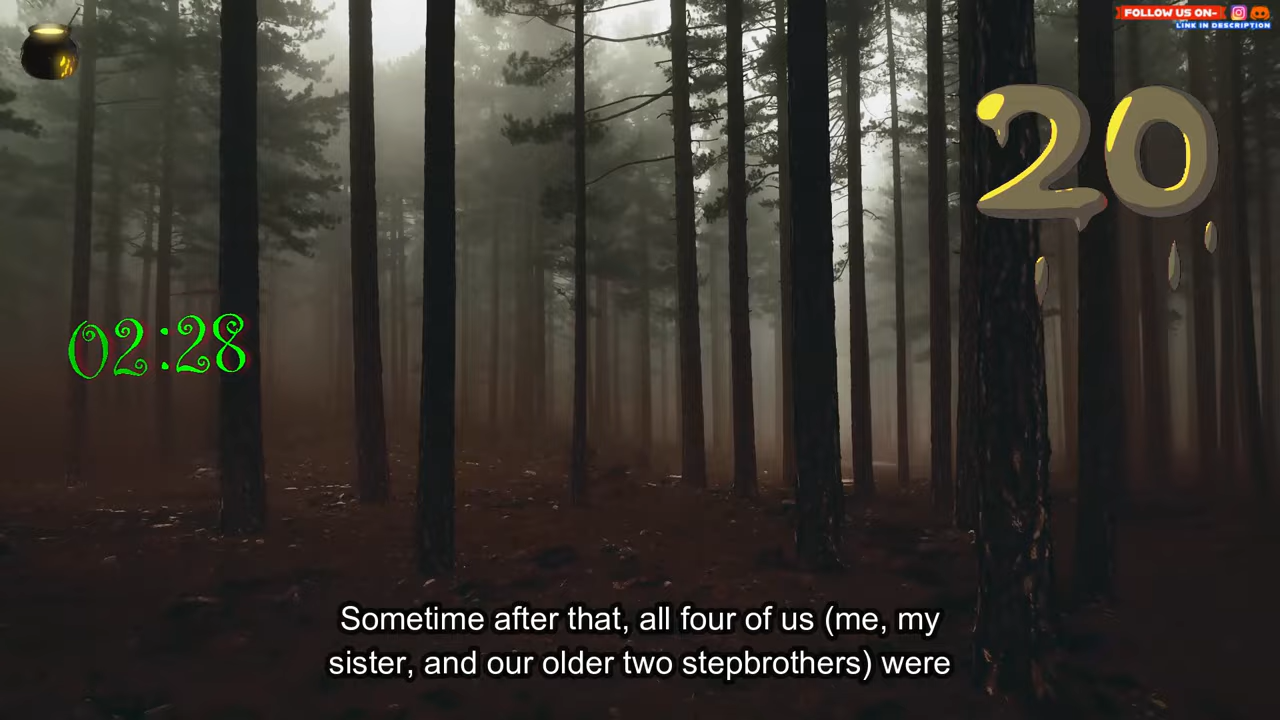 FOLLOW US ON-
LINK IN DESCRIPTION
20
02:28
Sometime after that, all four of us (me, my
sister, and our older two stepbrothers) were